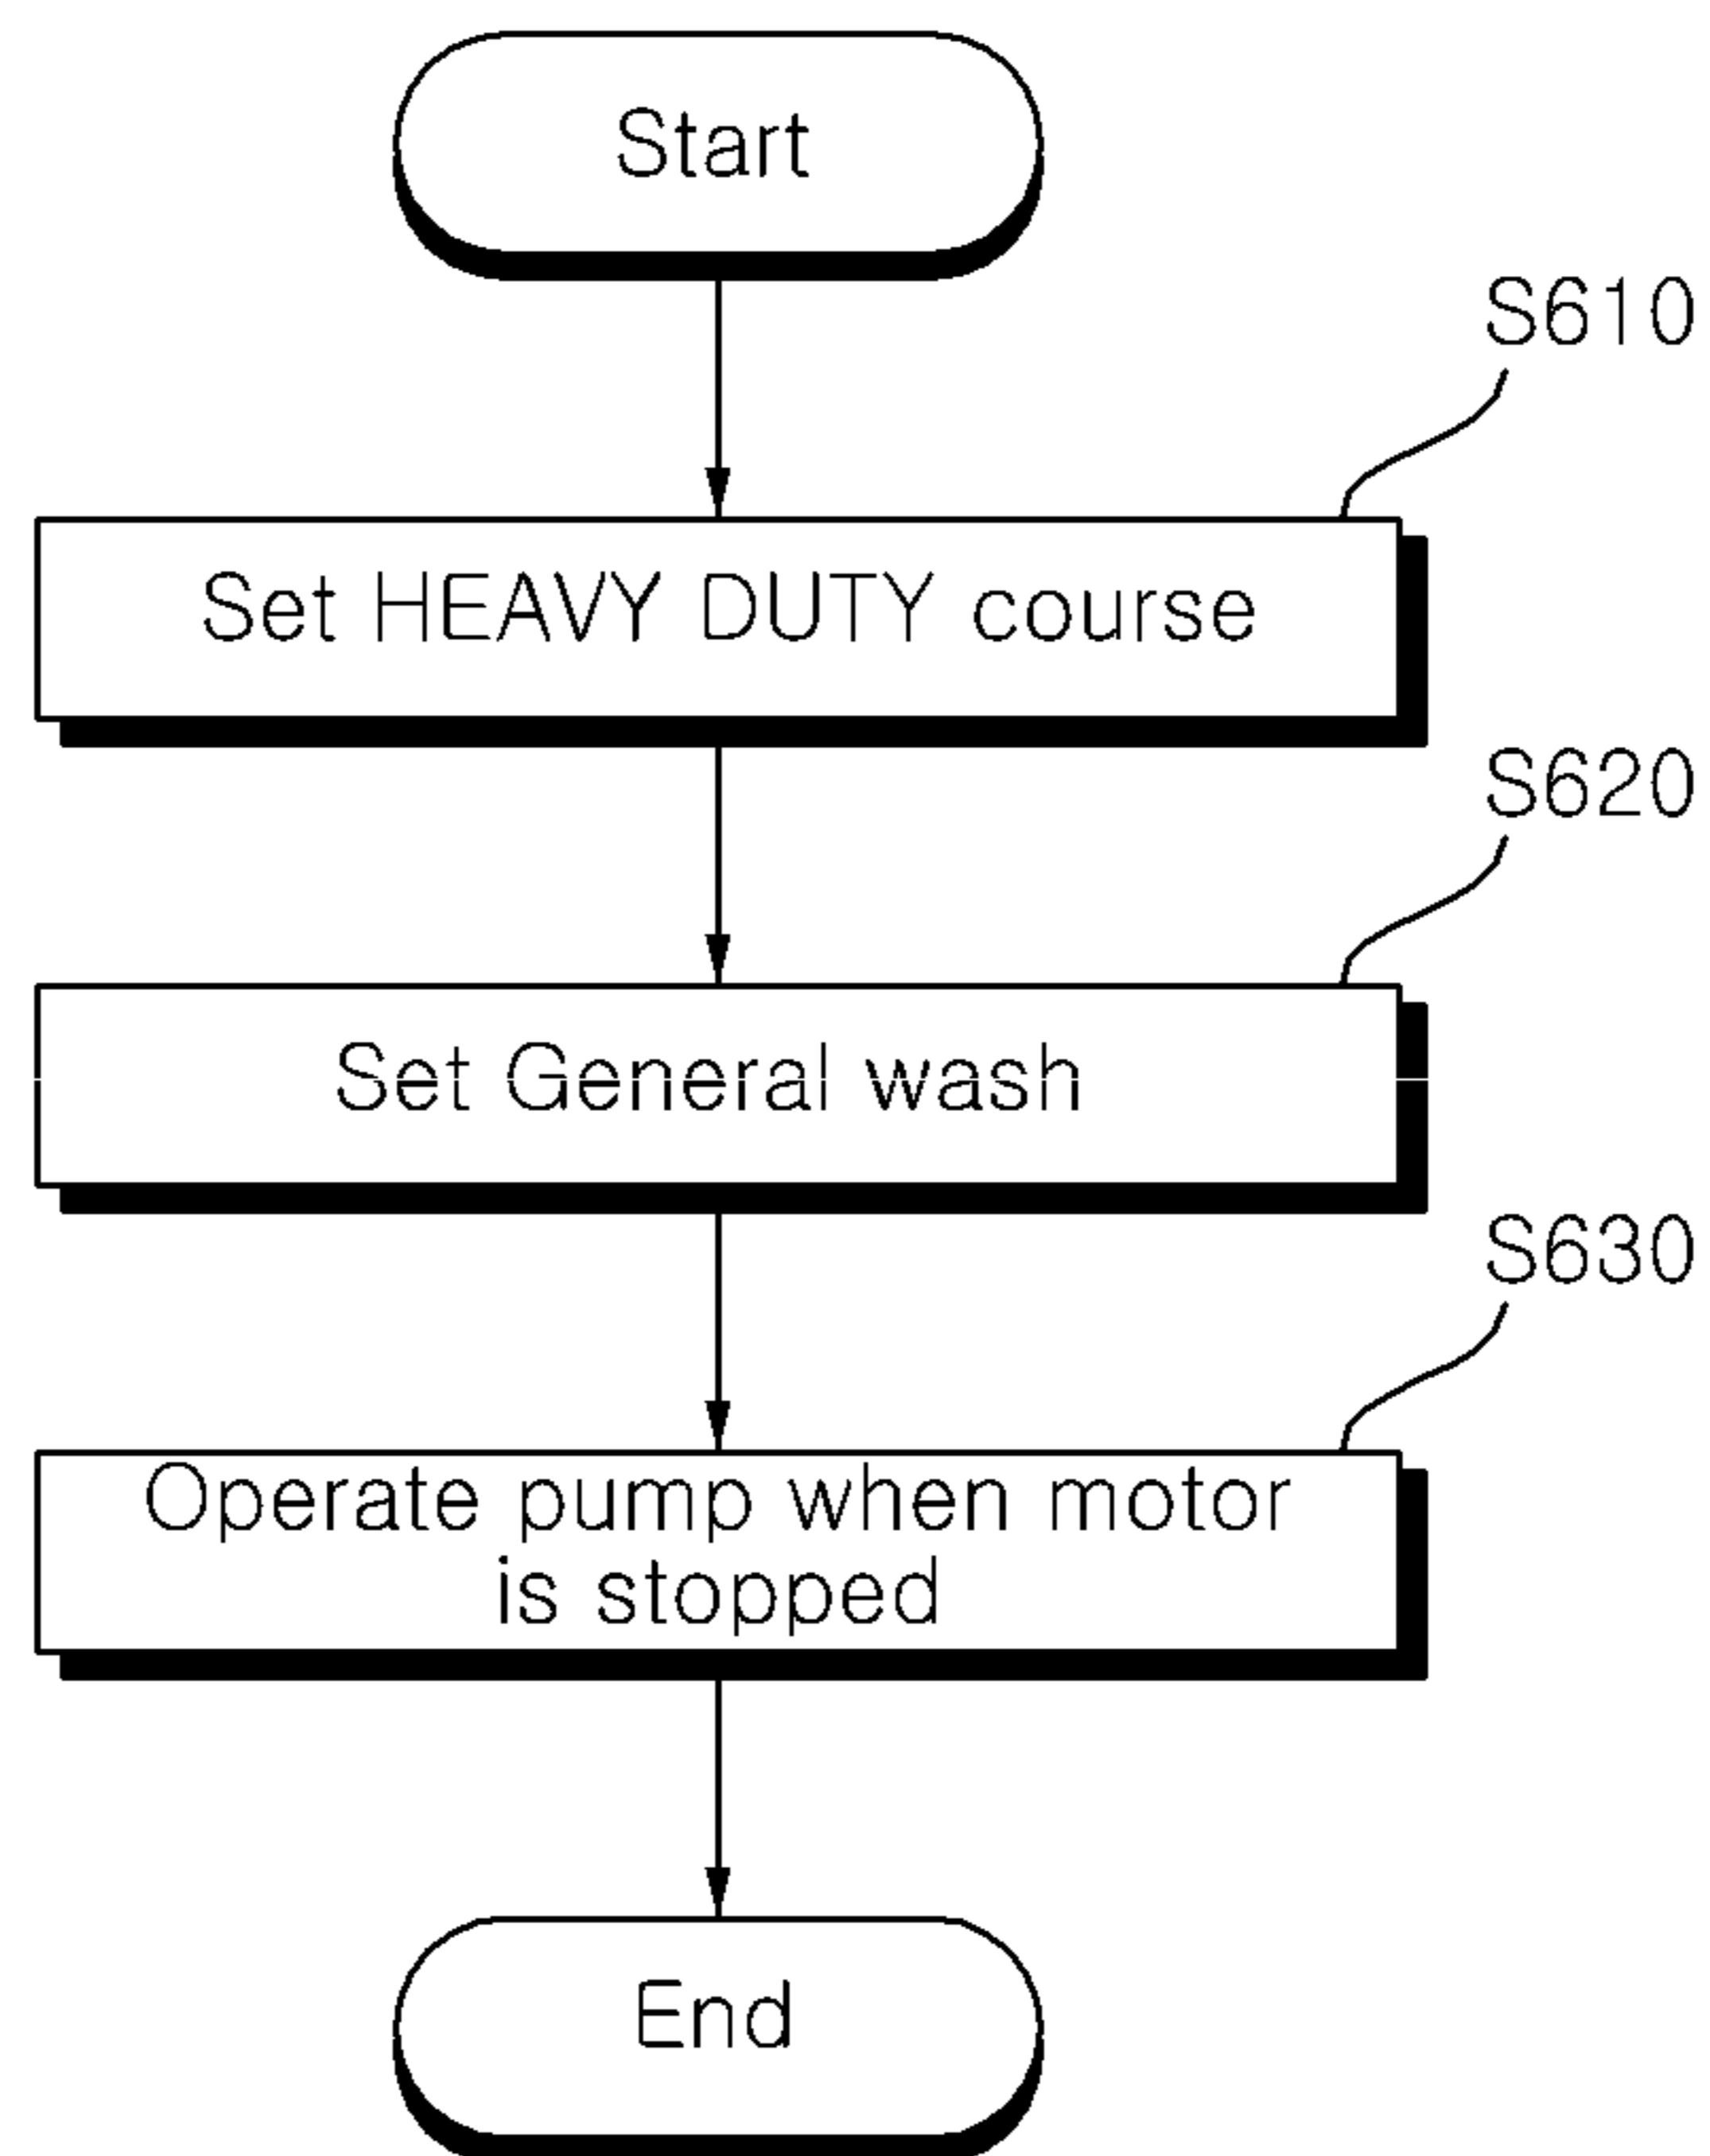 Start
S610
Set HEAVY DUTY course
S620
Set General wash
S630
Operate pump when motor
is stopped
End